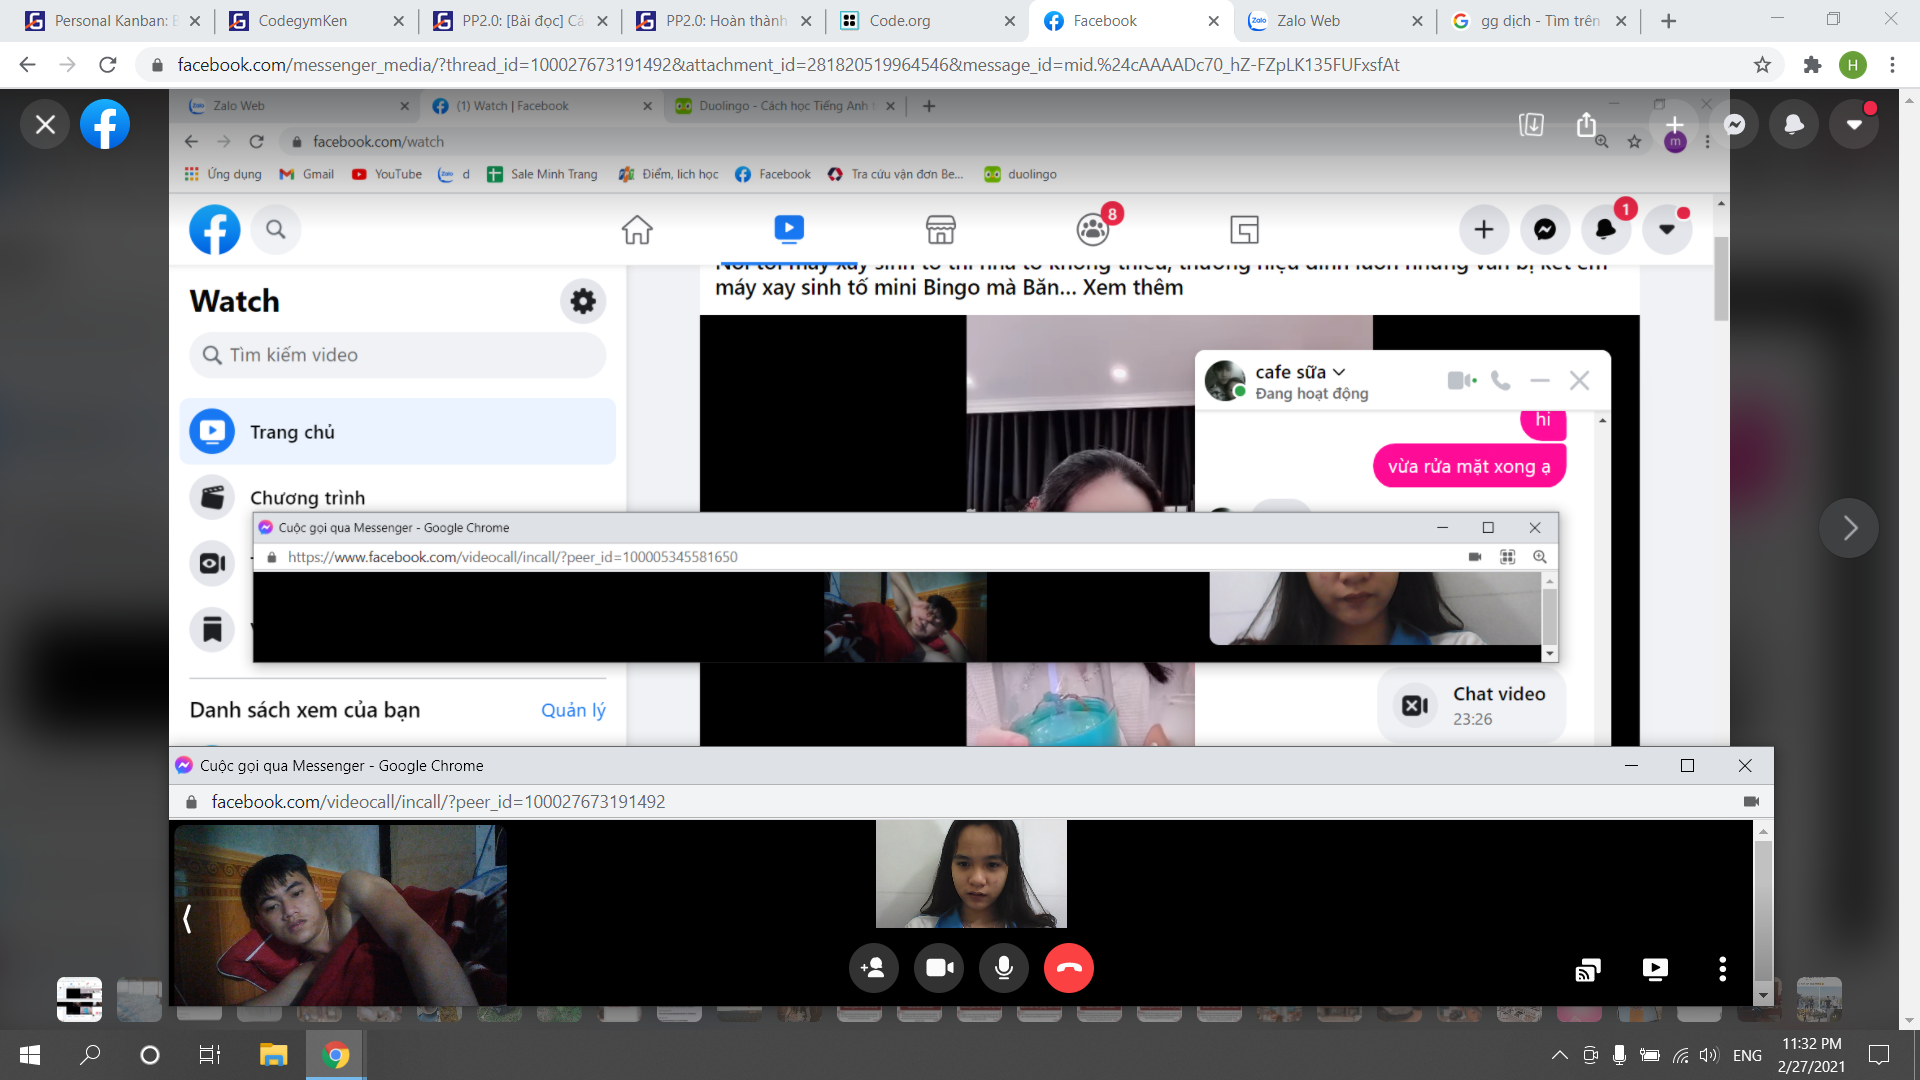 Personal Kanban: B
CodegymKen
PP2.0: [Bài đọc] Cá
PP2.0: Hoàn thành
Code.org
Facebook
Zalo Web
gg dịch - Tìm trên
facebook.com/messenger_media/?thread_id=100027673191492&attachment_id=281820519964546&message_id=mid.%24cAAAADc70_hZ-FZpLK135FUFxsfAt
H
Zalo Web
(1) Watch | Facebook
Duolingo - Cách học Tiếng Anh
facebook.com/watch
m
Ứng dụng
Gmail
YouTube
d
Sale Minh Trang
Điểm, lich học
Facebook
Tra cứu vận đơn Be...
duolingo
8
1
Watch
máy xay sinh tố mini Bingo mà Băn... Xem thêm
Tìm kiếm video
cafe sữa
Đang hoạt động
hi
vừa rửa mặt xong ạ
Trang chủ
Chương trình
Cuộc gọi qua Messenger - Google Chrome
https://www.facebook.com/videocall/incall/?peer_id=100005345581650
Chat video
23:26
Danh sách xem của bạn
Quản lý
Cuộc gọi qua Messenger - Google Chrome
facebook.com/videocall/incall/?peer_id=100027673191492
ENG
11:32 PM
2/27/2021